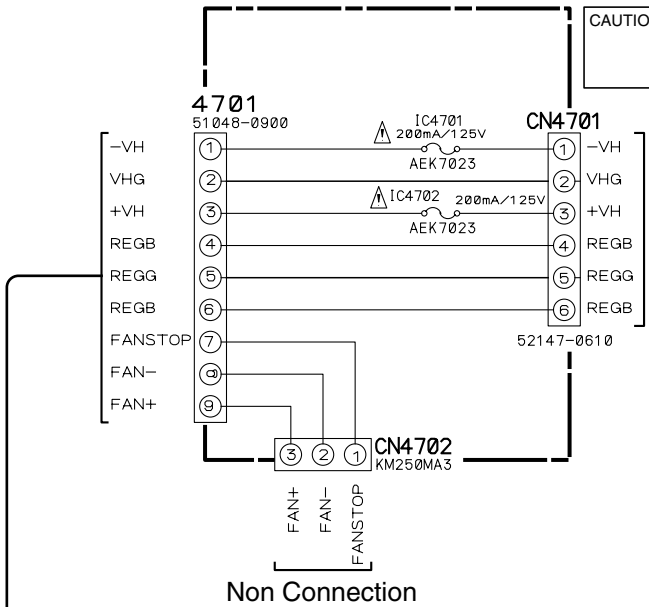 CAUTIO
4701
51048-0900
IC4701
200mA/125V
AEK7023
CN4701
-VH
1
1
-VH
VHG
2
2
VHG
IC4702
200mA/125V
AEK7023
+VH
3
3
+VH
REGB
4
4
REGB
REGG
5
5
REGG
REGB
6
6
REGB
52147-0610
FANSTOP
7
FAN-
FAN+
9
3
2
1
CN4702
KM250MA3
FAN+
FAN-
FANSTOP
Non Connection